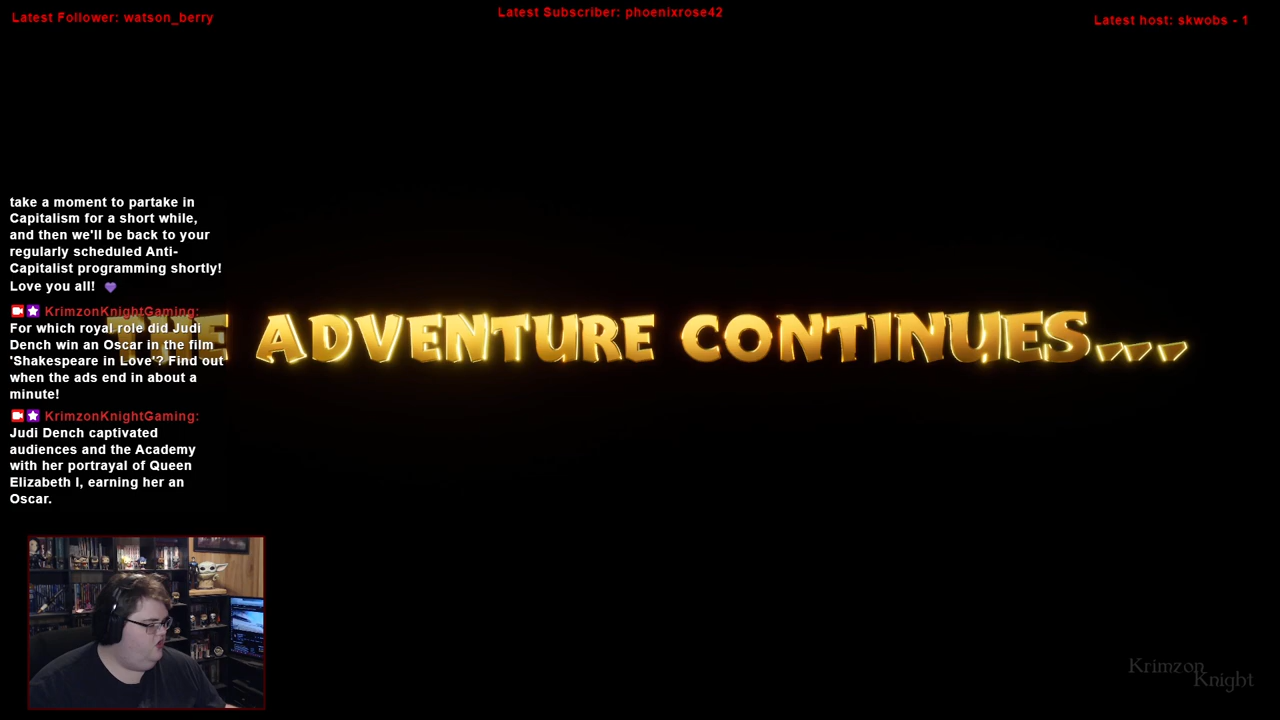 Latest Follower: watson_berry
Latest Subscriber: phoenixrose42
Latest host: skwobs - 1
take a moment to partake in
Capitalism for a short while,
and then we'll be back to your
regularly scheduled Anti-
Capitalist programming shortly!
Love you all!
KrimzonKnightGaming:
For which royal role did Judi
Dench win an Oscar in the film
'Shakespeare in Love'? Find out
when the ads end in about a
minute!
KrimzonKnightGaming:
Judi Dench captivated
audiences and the Academy
with her portrayal of Queen
Elizabeth I, earning her an
Oscar.
THE ADVENTURE CONTINUES...
Krimzon
Knight